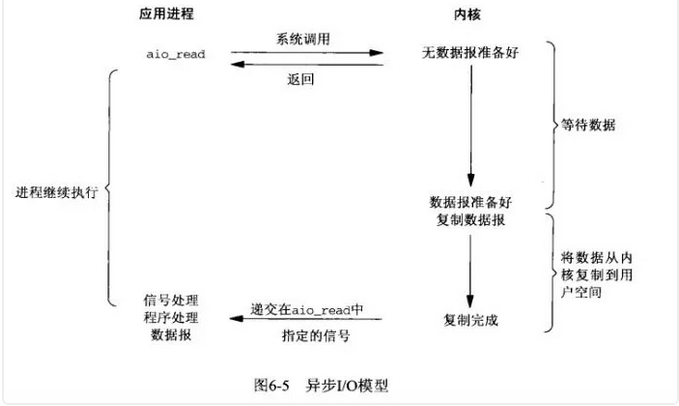 应用进程
内核
系统调用
aio_read
无数据报准备好
返回
等待数据
进程继续执行
数据报准备好
复制数据报
将数据从内
核复制到用
户空间
信号处理
程序处理
数据报
递交在aio_read中
指定的信号
复制完成
图6-5 异步I/O模型